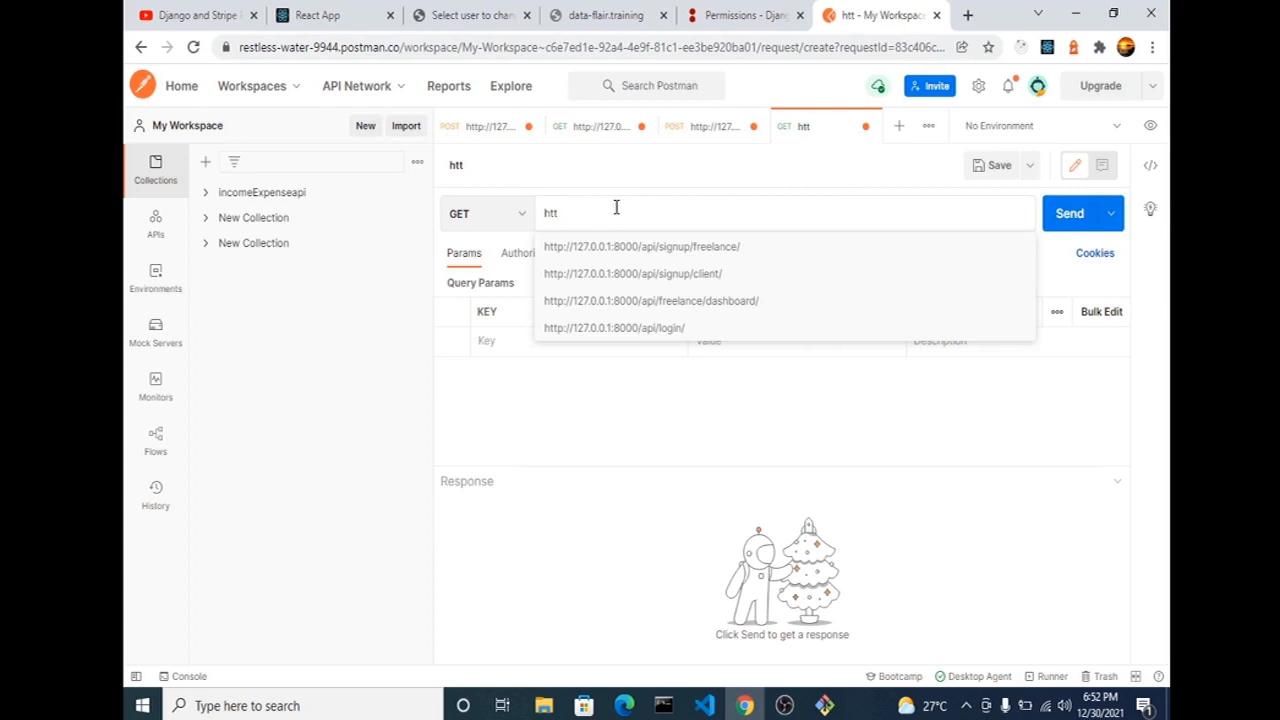 Django and Stripe F
React App
Select user to chan
data-flair.training
Permissions - Djang
htt - My Workspace
restless-water-9944.postman.co/workspace/My-Workspace~c6e7ed1e-92a4-4e9f-81c1-ee3be920ba01/request/create?requestId=83c406c...
Home
Workspaces
API Network
Reports
Explore
Search Postman
Invite
Upgrade
My Workspace
New
Import
POST http://127....
GET http://127.0....
POST http://127....
GET htt
No Environment
Collections
APIs
Environments
Mock Servers
Monitors
Flows
History
incomeExpenseapi
New Collection
New Collection
htt
Save
GET
htt
Send
http://127.0.0.1:8000/api/signup/freelance/
http://127.0.0.1:8000/api/signup/client/
http://127.0.0.1:8000/api/freelance/dashboard/
http://127.0.0.1:8000/api/login/
Params
Authori
Cookies
Query Params
KEY
Bulk Edit
Key
Value
Description
Response
Click Send to get a response
Console
Bootcamp
Desktop Agent
Runner
Trash
Type here to search
27°C
6:52 PM
12/30/2021
1